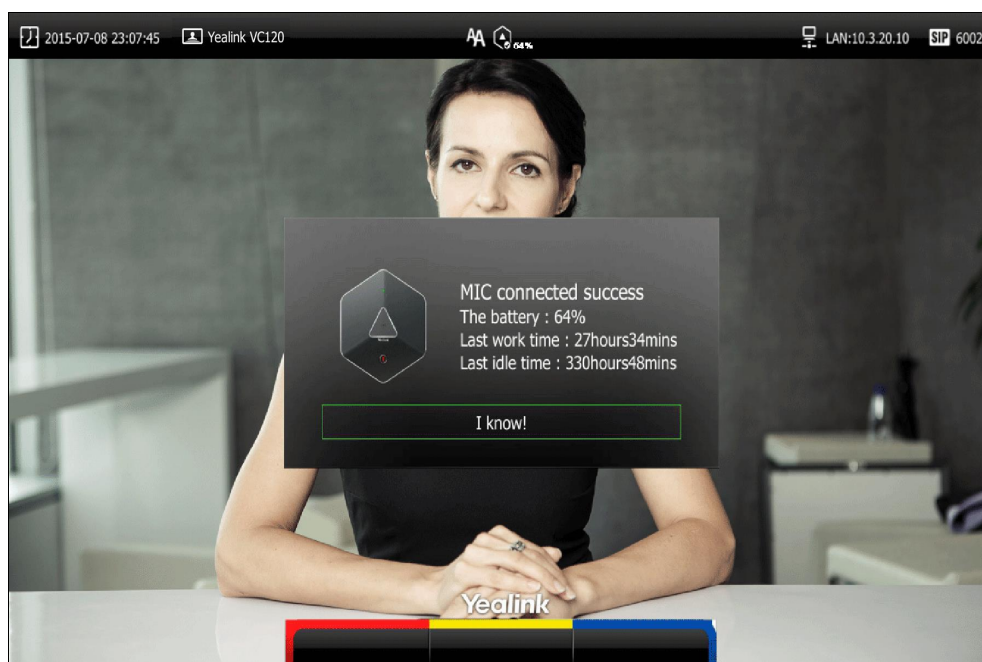 2015-07-08 23:07:45 Yealink VC120 AA 64% LAN:10.3.20.10 SIP 6002
MIC connected success
The battery : 64%
Last work time : 27hours34mins
Last idle time : 330hours48mins
I know!
Yealink